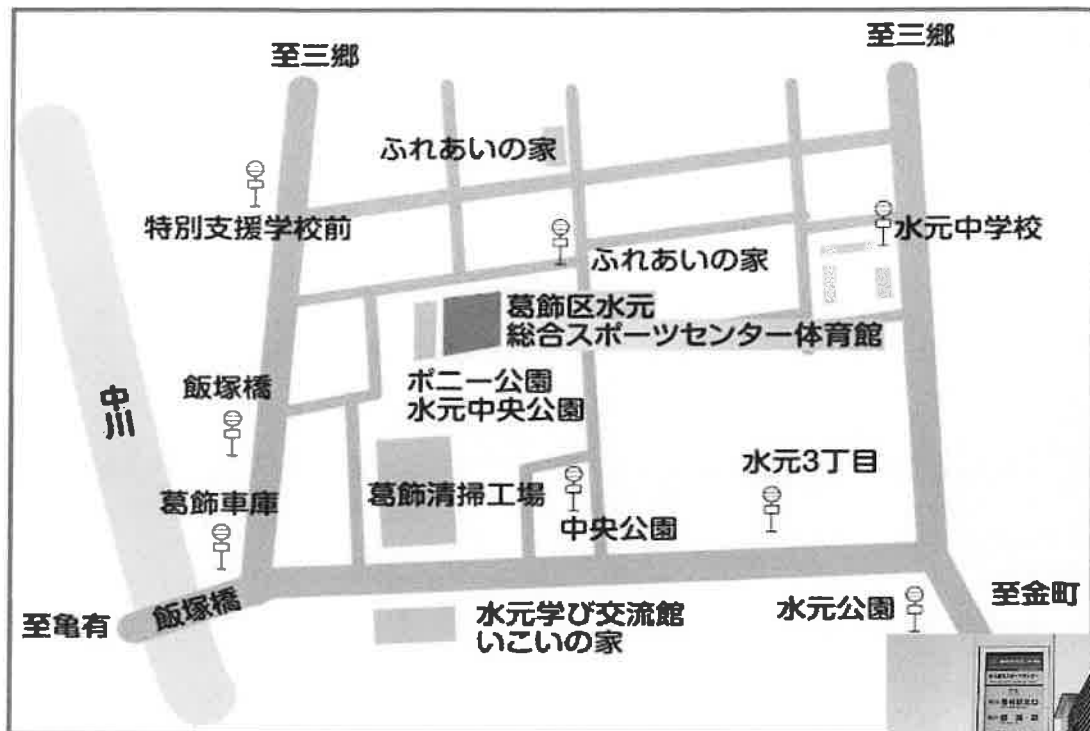 至三郷
至三郷
ふれあいの家
特別支援学校前
水元中学校
ふれあいの家
葛飾区水元
総合スポーツセンター体育館
飯塚橋
ポニー公園
水元中央公園
中川
水元3丁目
葛飾車庫
葛飾清掃工場
中央公園
飯塚橋
至亀有
水元学び交流館
いこいの家
水元公園
至金町